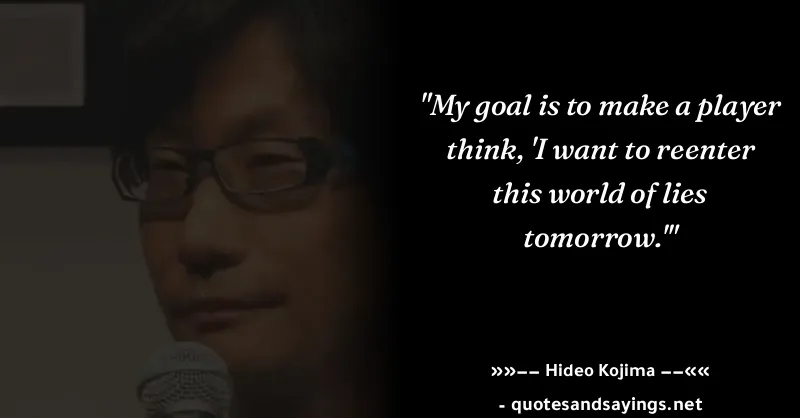 "My goal is to make a player
think, 'I want to reenter
this world of lies
tomorrow.'"
»»–– Hideo Kojima ––««
- quotesandsayings.net